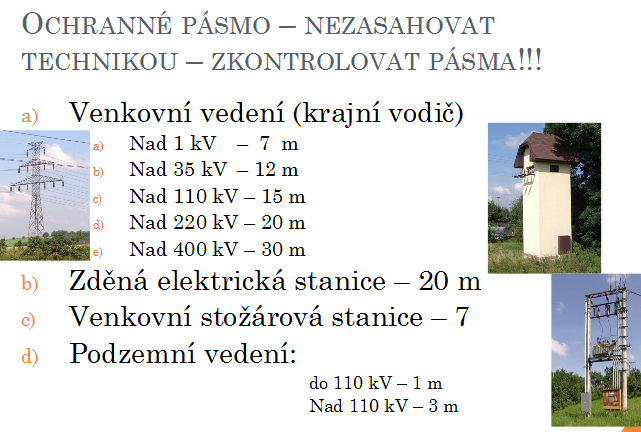 OCHRANNÉ PÁSMO – NEZASAHOVAT
TECHNIKOU – ZKONTROLOVAT PÁSMA!!!
a) Venkovní vedení (krajní vodič)
a) Nad 1 kV – 7 m
b) Nad 35 kV – 12 m
c) Nad 110 kV – 15 m
d) Nad 220 kV – 20 m
e) Nad 400 kV – 30 m
b) Zděná elektrická stanice – 20 m
c) Venkovní stožárová stanice – 7
d) Podzemní vedení:
do 110 kV – 1 m
Nad 110 kV – 3 m